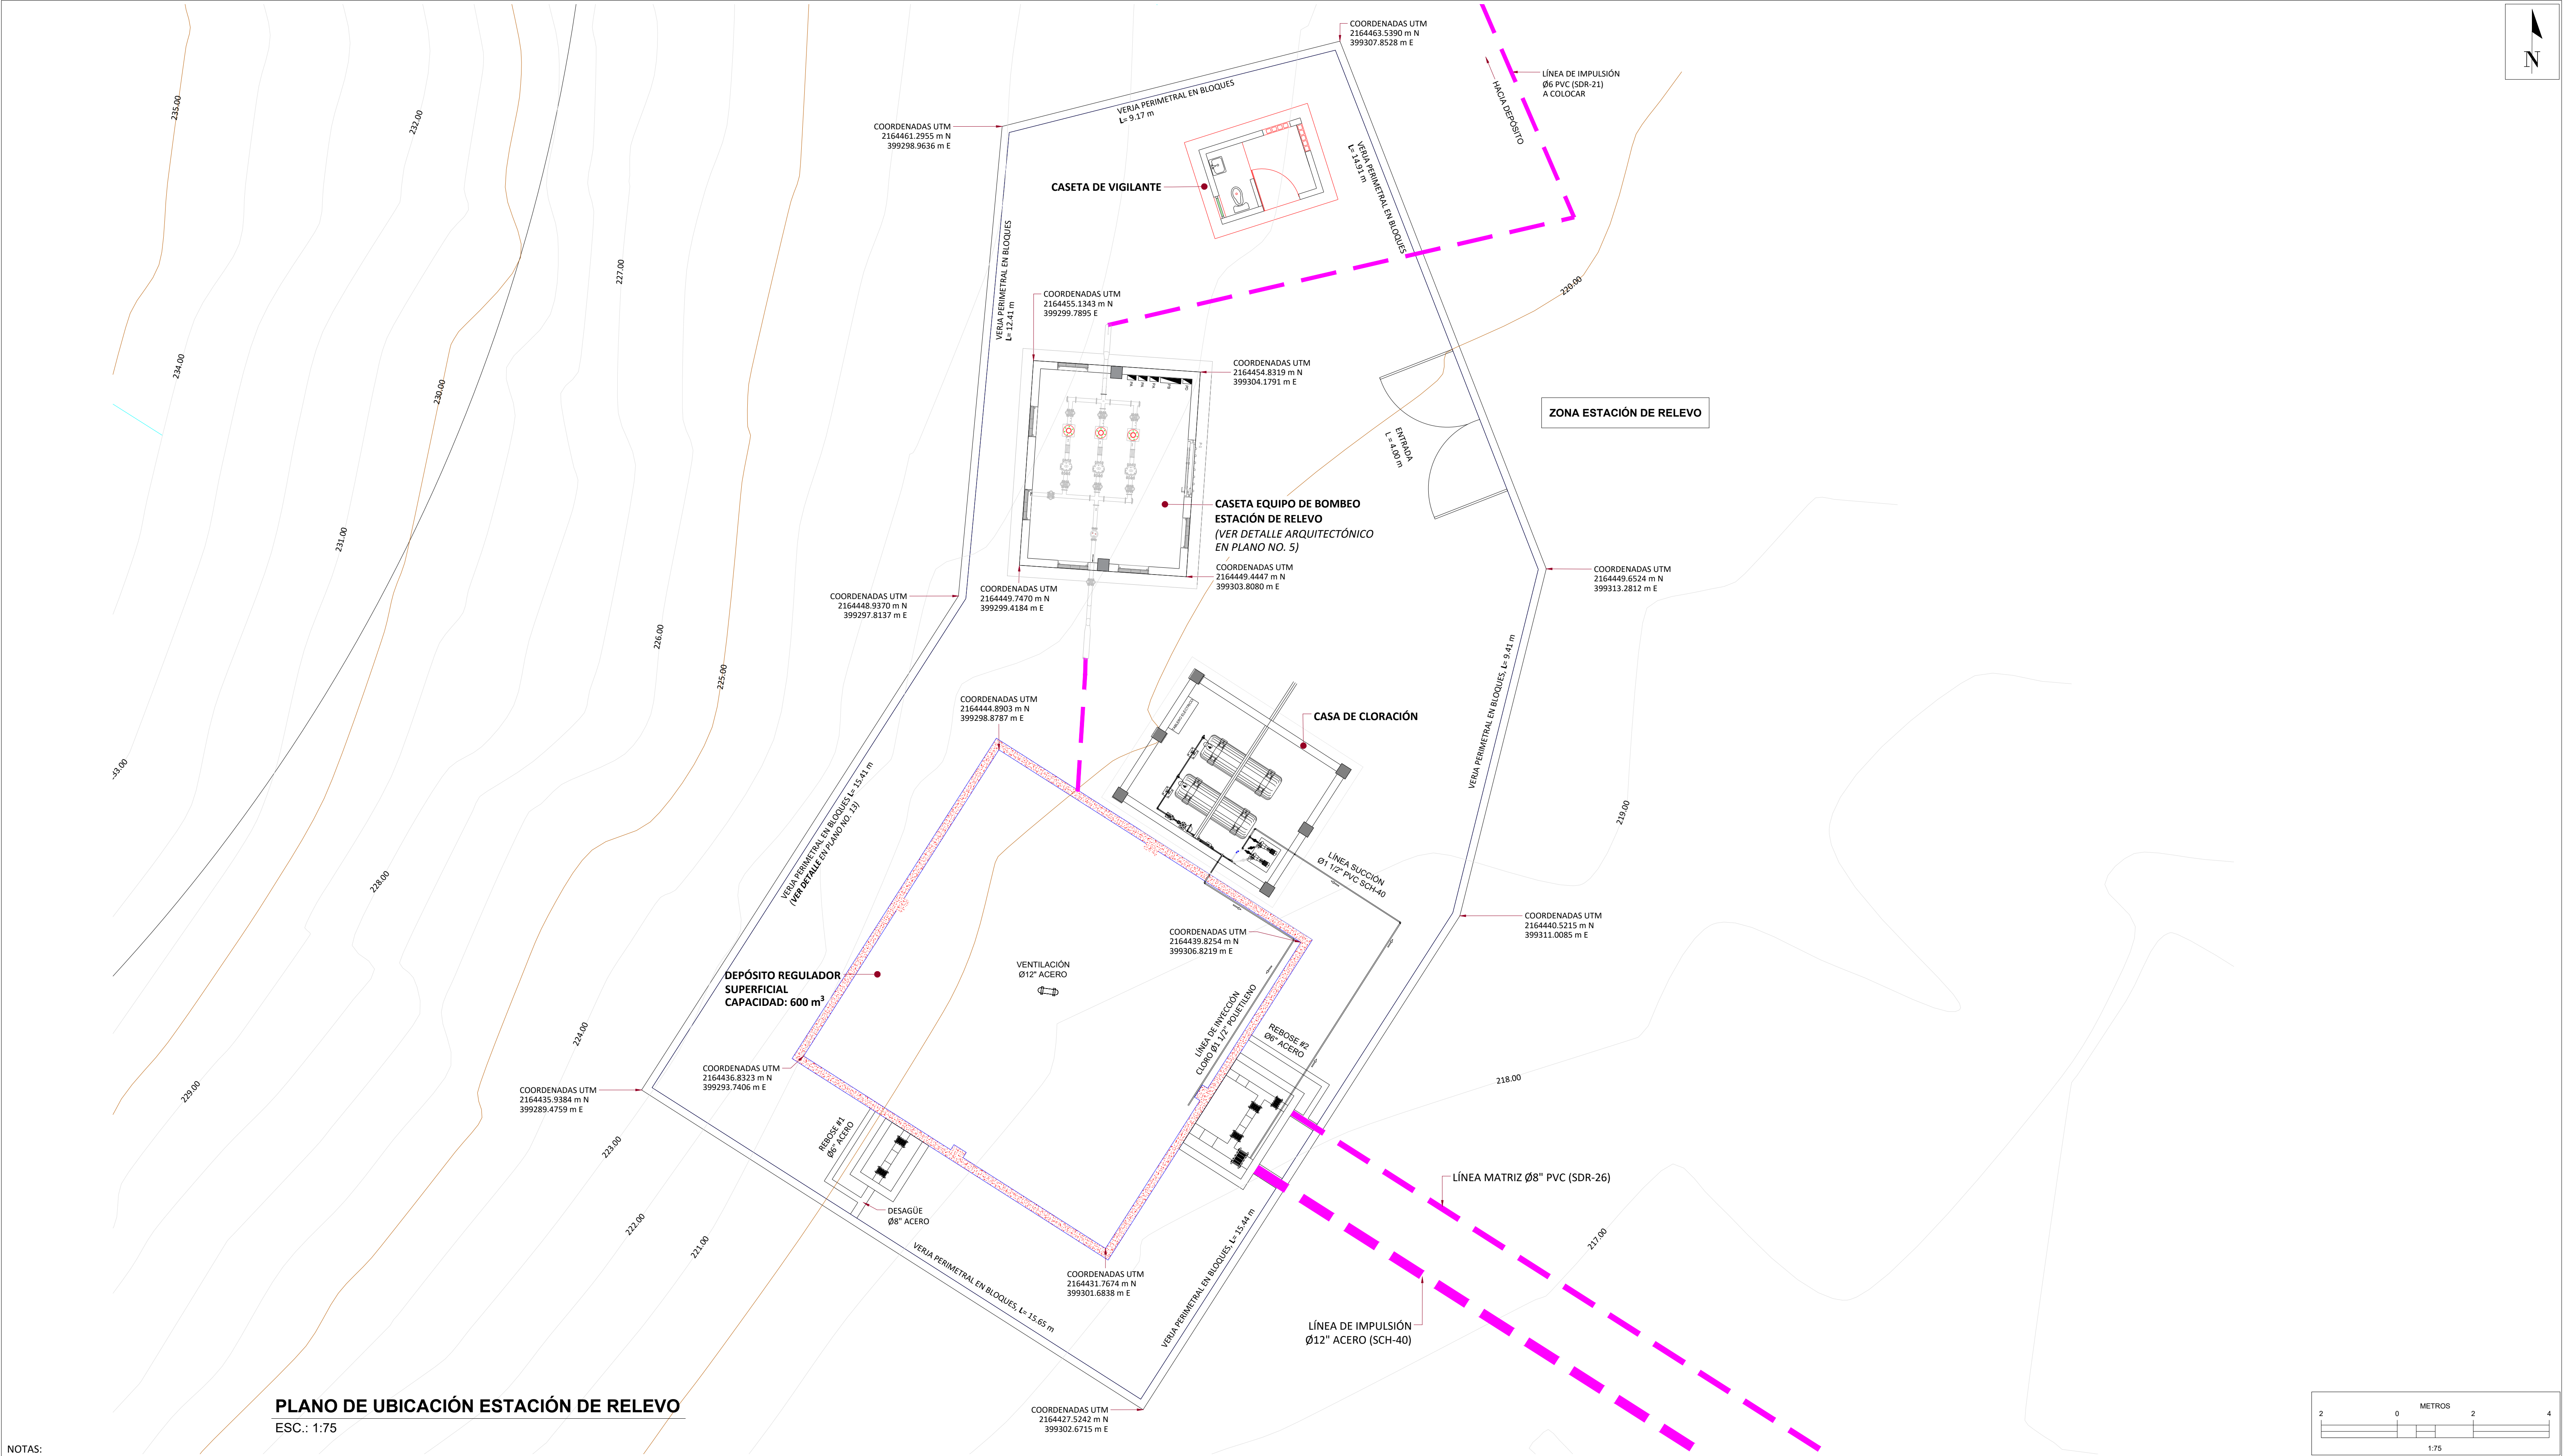 COORDENADAS UTM
2164463.5390 m N
399307.8528 m E
N
LÍNEA DE IMPULSIÓN
Ø6 PVC (SDR-21)
A COLOCAR
HACIA DEPÓSITO
235.00
232.00
VERJA PERIMETRAL EN BLOQUES
L= 9.17 m
COORDENADAS UTM
2164461.2955 m N
399298.9636 m E
CASETA DE VIGILANTE
VERJA PERIMETRAL EN BLOQUES
L= 14.91 m
VERJA PERIMETRAL EN BLOQUES
L= 12.41 m
227.00
220.00
COORDENADAS UTM
2164455.1343 m N
399299.7895 E
234.00
230.00
COORDENADAS UTM
2164454.8319 m N
399304.1791 m E
ZONA ESTACIÓN DE RELEVO
ENTRADA
L = 4.00 m
CASETA EQUIPO DE BOMBEO
ESTACIÓN DE RELEVO
(VER DETALLE ARQUITECTÓNICO
EN PLANO NO. 5)
231.00
COORDENADAS UTM
2164449.4447 m N
399303.8080 m E
COORDENADAS UTM
2164449.6524 m N
399313.2812 m E
COORDENADAS UTM
2164449.7470 m N
399299.4184 m E
COORDENADAS UTM
2164448.9370 m N
399297.8137 m E
226.00
225.00
VERJA PERIMETRAL EN BLOQUES, L= 9.41 m
COORDENADAS UTM
2164444.8903 m N
399298.8787 m E
TABLERO ELÉCTRICO
CASA DE CLORACIÓN
33.00
VERJA PERIMETRAL EN BLOQUES L= 15.41 m
(VER DETALLE EN PLANO NO. 13)
219.00
228.00
LÍNEA SUCCIÓN
Ø1 1/2" PVC SCH-40
COORDENADAS UTM
2164440.5215 m N
399311.0085 m E
COORDENADAS UTM
2164439.8254 m N
399306.8219 m E
DEPÓSITO REGULADOR
SUPERFICIAL
CAPACIDAD: 600 m³
VENTILACIÓN
Ø12" ACERO
LÍNEA DE INYECCIÓN
CLORO Ø1 1/2" POLIETILENO
REBOSE #2
Ø6" ACERO
224.00
COORDENADAS UTM
2164436.8323 m N
399293.7406 m E
COORDENADAS UTM
2164435.9384 m N
399289.4759 m E
229.00
218.00
223.00
REBOSE #1
Ø6" ACERO
LÍNEA MATRIZ Ø8" PVC (SDR-26)
DESAGÜE
Ø8" ACERO
222.00
221.00
217.00
VERJA PERIMETRAL EN BLOQUES, L= 15.65 m
VERJA PERIMETRAL EN BLOQUES, L= 15.44 m
COORDENADAS UTM
2164431.7674 m N
399301.6838 m E
LÍNEA DE IMPULSIÓN
Ø12" ACERO (SCH-40)
COORDENADAS UTM
2164427.5242 m N
399302.6715 m E
PLANO DE UBICACIÓN ESTACIÓN DE RELEVO
ESC.: 1:75
NOTAS:
METROS
2 0 2 4
1:75